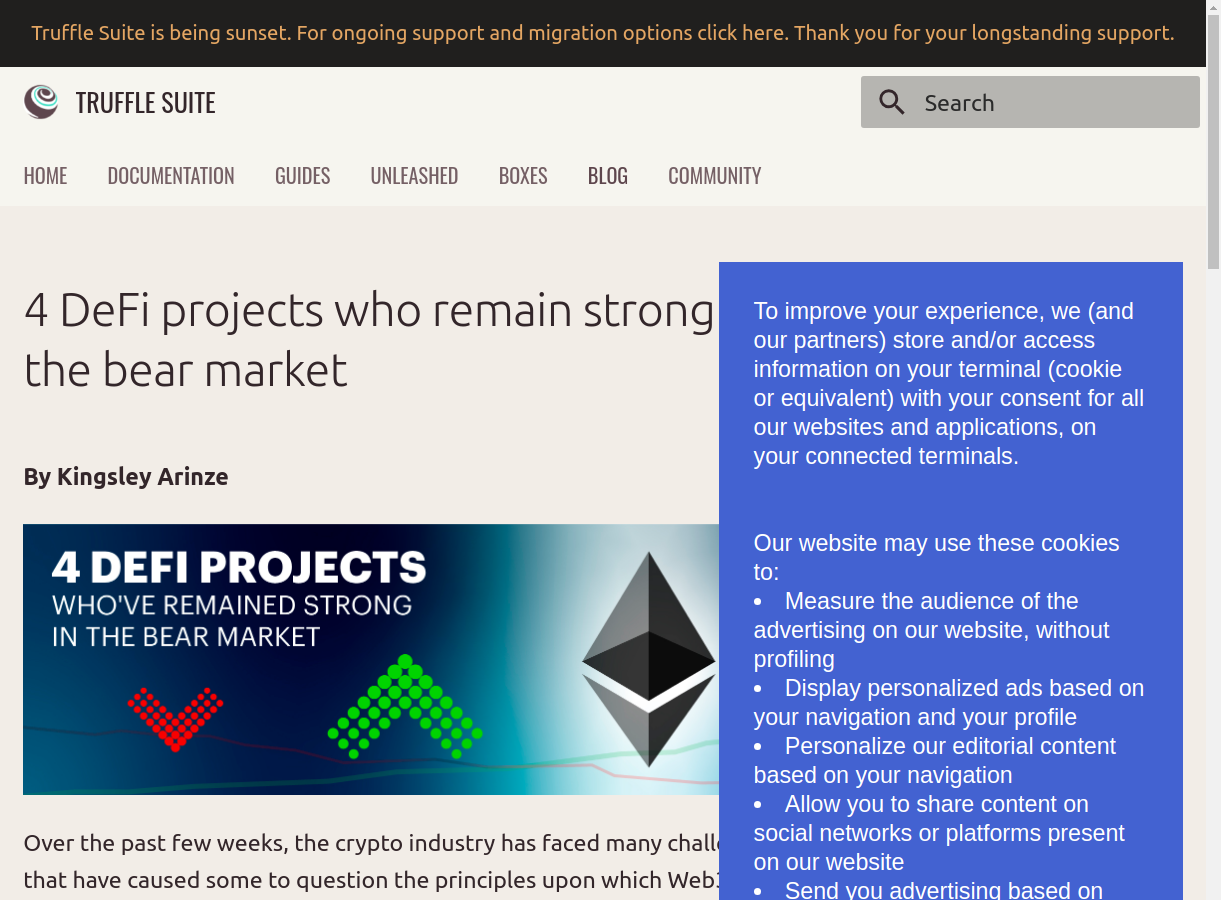 Truffle Suite is being sunset. For ongoing support and migration options click here. Thank you for your longstanding support.
TRUFFLE SUITE
Search
HOME DOCUMENTATION GUIDES UNLEASHED BOXES BLOG COMMUNITY
4 DeFi projects who remain strong
the bear market
By Kingsley Arinze
4 DEFI PROJECTS
WHO'VE REMAINED STRONG
IN THE BEAR MARKET
Over the past few weeks, the crypto industry has faced many
that have caused some to question the principles upon which
To improve your experience, we (and
our partners) store and/or access
information on your terminal (cookie
or equivalent) with your consent for all
our websites and applications, on
your connected terminals.
Our website may use these cookies
to:
• Measure the audience of the
advertising on our website, without
profiling
• Display personalized ads based on
your navigation and your profile
• Personalize our editorial content
based on your navigation
• Allow you to share content on
social networks or platforms present
on our website
• Send you advertising based on